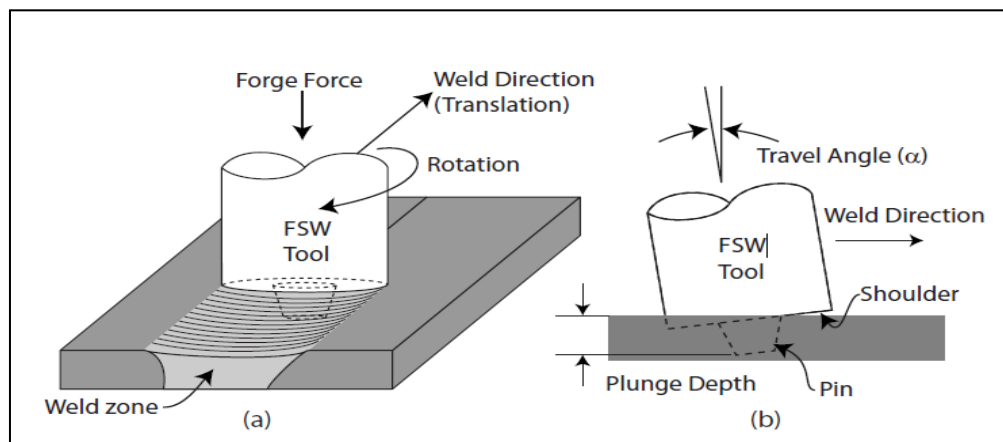 Forge Force
Weld Direction
(Translation)
Rotation
FSW
Tool
Weld zone
(a)
Travel Angle (α)
Weld Direction
FSW
Tool
Shoulder
Plunge Depth
Pin
(b)